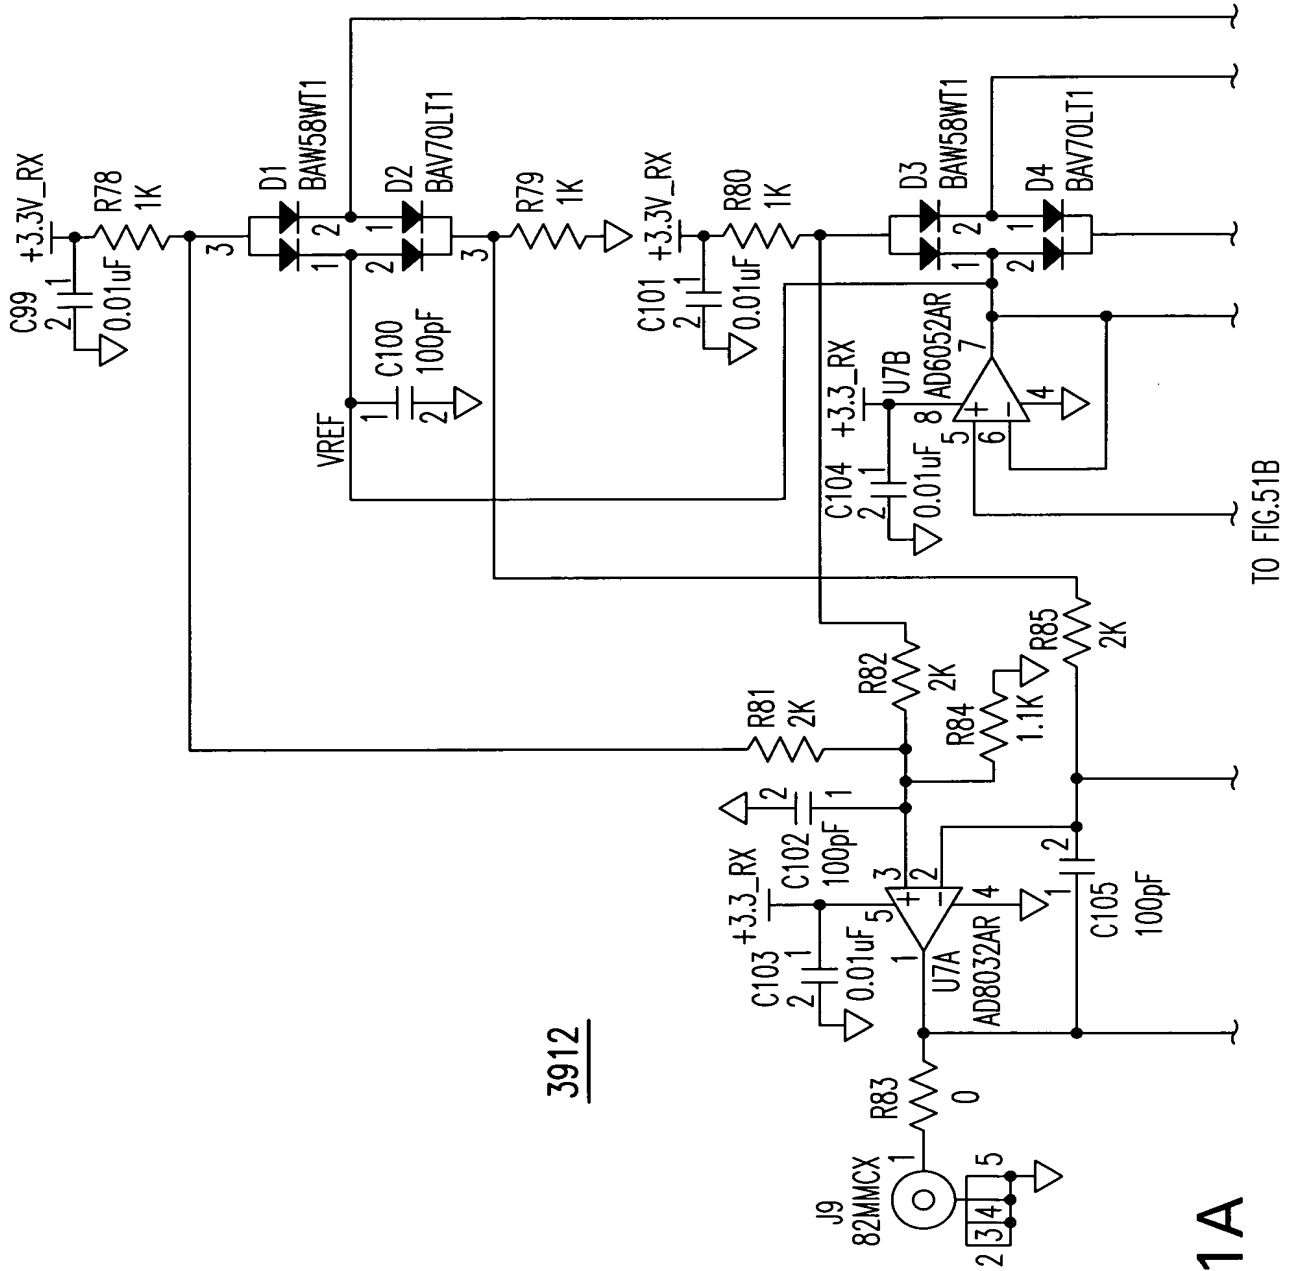 +3.3V_RX
R78
1K
C99
2
1
0.01uF
3
D1
BAW58WT1
1
2
D2
BAV70LT1
2
1
3
VREF
1
2
C100
100pF
R79
1K
+3.3V_RX
R80
1K
C101
2
1
0.01uF
D3
BAW58WT1
1
2
D4
BAV70LT1
2
1
+3.3_RX
C104
2
1
0.01uF
U7B
AD6052AR
8
5
6
+
-
7
4
R81
2K
R82
2K
R84
1.1K
R85
2K
2
1
C102
100pF
+3.3_RX
C103
2
1
0.01uF
5
3
2
+
-
1
4
U7A
AD8032AR
1
2
C105
100pF
3912
R83
0
J9
82MMCX
1
2
3
4
5
TO FIG.51B
1A